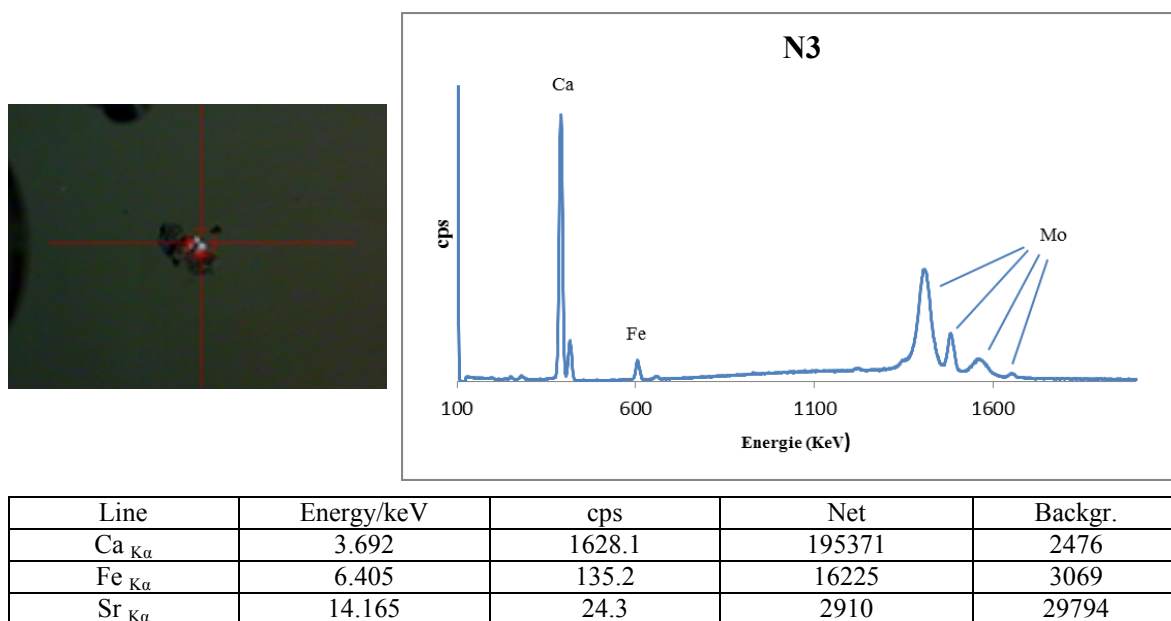 N3
Ca
Mo
Fe
cps
100 600 1100 1600
Energie (KeV)
Line Energy/keV cps Net Backgr.
Ca Kα 3.692 1628.1 195371 2476
Fe Kα 6.405 135.2 16225 3069
Sr Kα 14.165 24.3 2910 29794